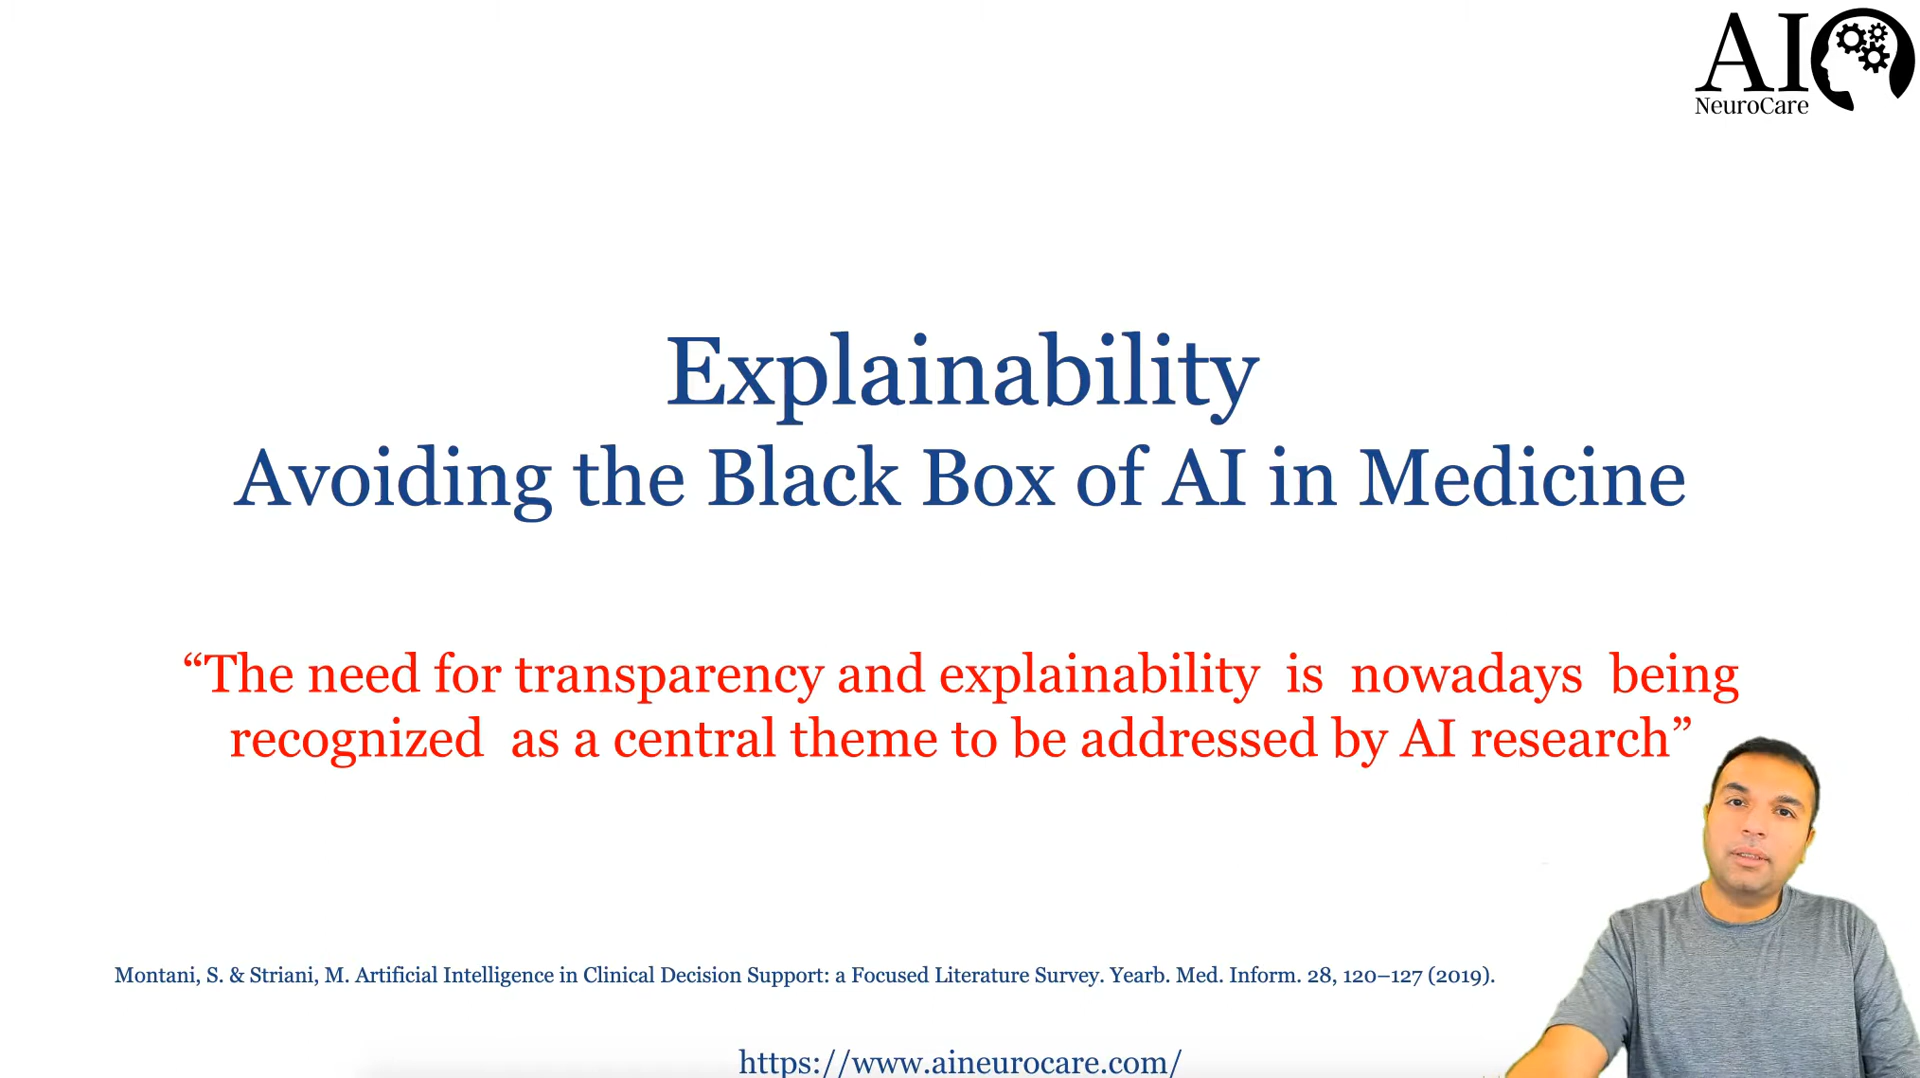 AI
NeuroCare
Explainability
Avoiding the Black Box of AI in Medicine
“The need for transparency and explainability is nowadays being
recognized as a central theme to be addressed by AI research”
Montani, S. & Striani, M. Artificial Intelligence in Clinical Decision Support: a Focused Literature Survey. Yearb. Med. Inform. 28, 120–127 (2019).
https://www.aineurocare.com/